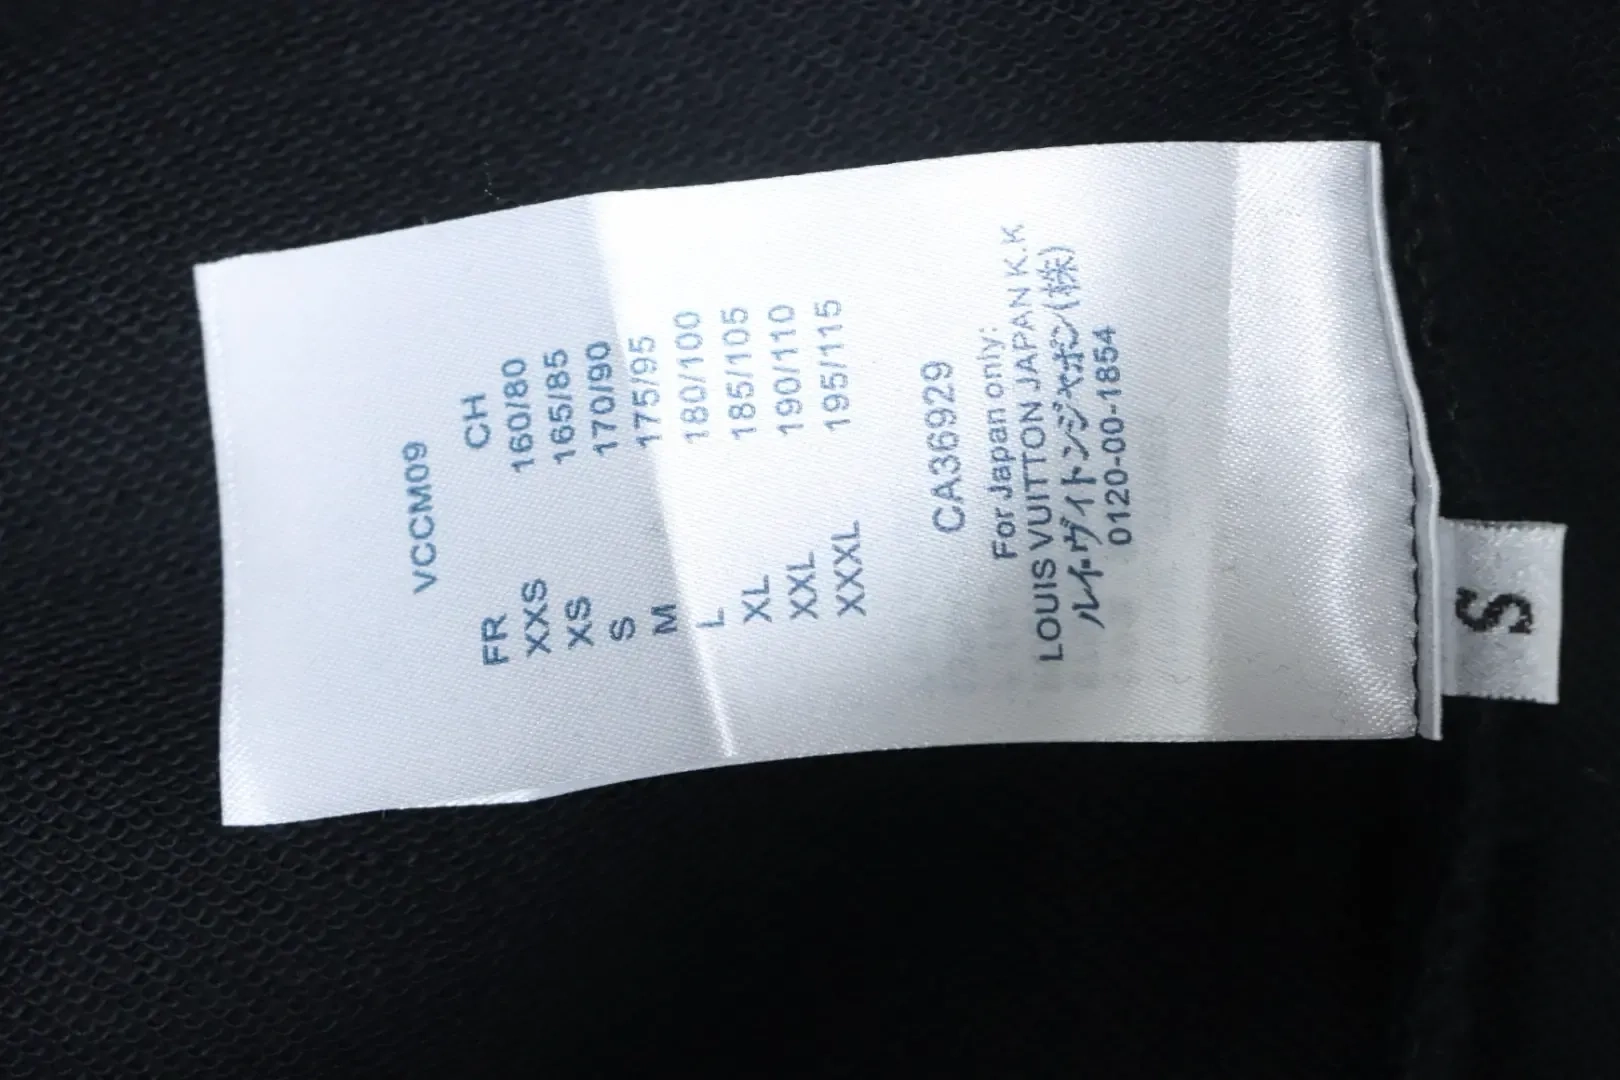 VCCM09
FR CH
XXS 160/80
XS 165/85
S 170/90
M 175/95
L 180/100
XL 185/105
XXL 190/110
XXXL 195/115
CA36929
For Japan only:
LOUIS VUITTON JAPAN K.K
ルイ・ヴィトンジャポン(株)
0120-00-1854
S